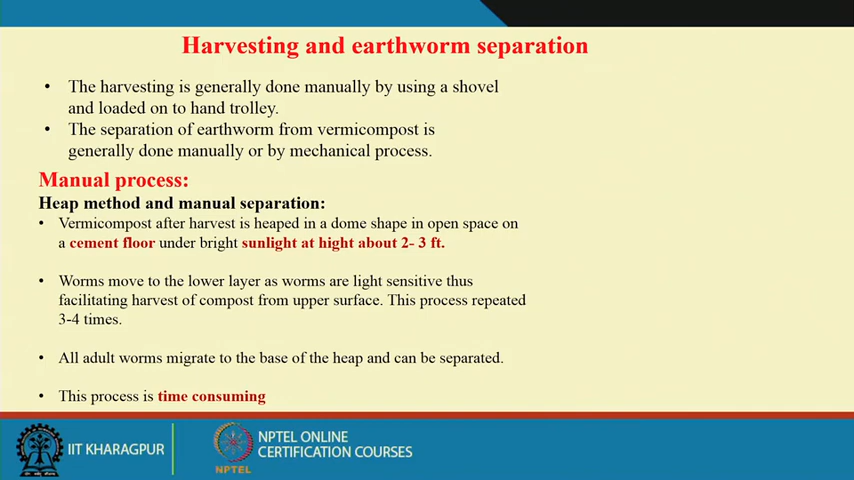 Harvesting and earthworm separation
• The harvesting is generally done manually by using a shovel
and loaded on to hand trolley.
• The separation of earthworm from vermicompost is
generally done manually or by mechanical process.
Manual process:
Heap method and manual separation:
• Vermicompost after harvest is heaped in a dome shape in open space on
a cement floor under bright sunlight at hight about 2- 3 ft.
• Worms move to the lower layer as worms are light sensitive thus
facilitating harvest of compost from upper surface. This process repeated
3-4 times.
• All adult worms migrate to the base of the heap and can be separated.
• This process is time consuming
IIT KHARAGPUR
NPTEL
NPTEL ONLINE
CERTIFICATION COURSES